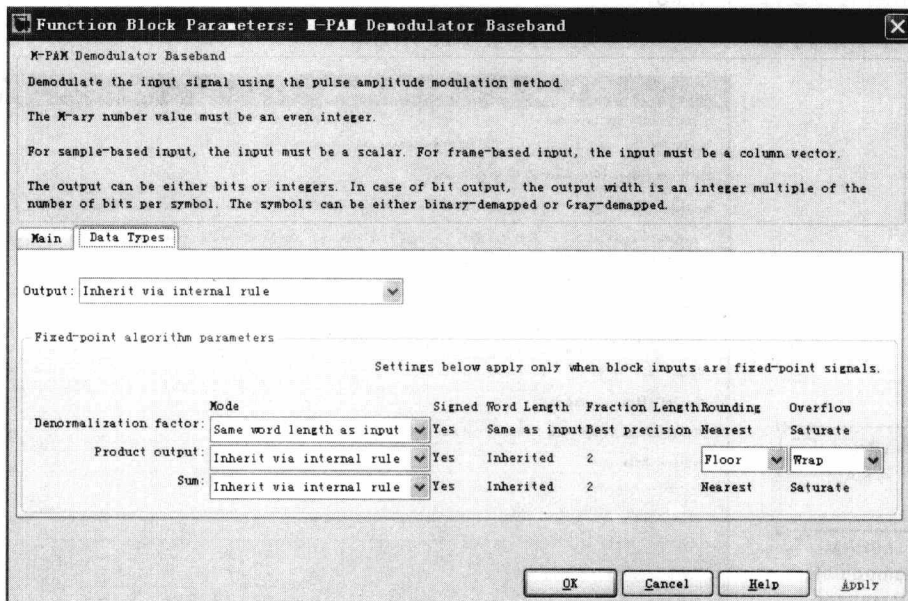 Function Block Parameters: M-PAM Demodulator Baseband
M-PAM Demodulator Baseband
Demodulate the input signal using the pulse amplitude modulation method.
The M-ary number value must be an even integer.
For sample-based input, the input must be a scalar. For frame-based input, the input must be a column vector.
The output can be either bits or integers. In case of bit output, the output width is an integer multiple of the
number of bits per symbol. The symbols can be either binary-demapped or Gray-demapped.
Main Data Types
Output: Inherit via internal rule
Fixed-point algorithm parameters
Settings below apply only when block inputs are fixed-point signals.
Mode Signed Word Length Fraction Length Rounding Overflow
Denormalization factor: Same word length as input Yes Same as input Best precision Nearest Saturate
Product output: Inherit via internal rule Yes Inherited 2 Floor Wrap
Sum: Inherit via internal rule Yes Inherited 2 Nearest Saturate
OK Cancel Help Apply